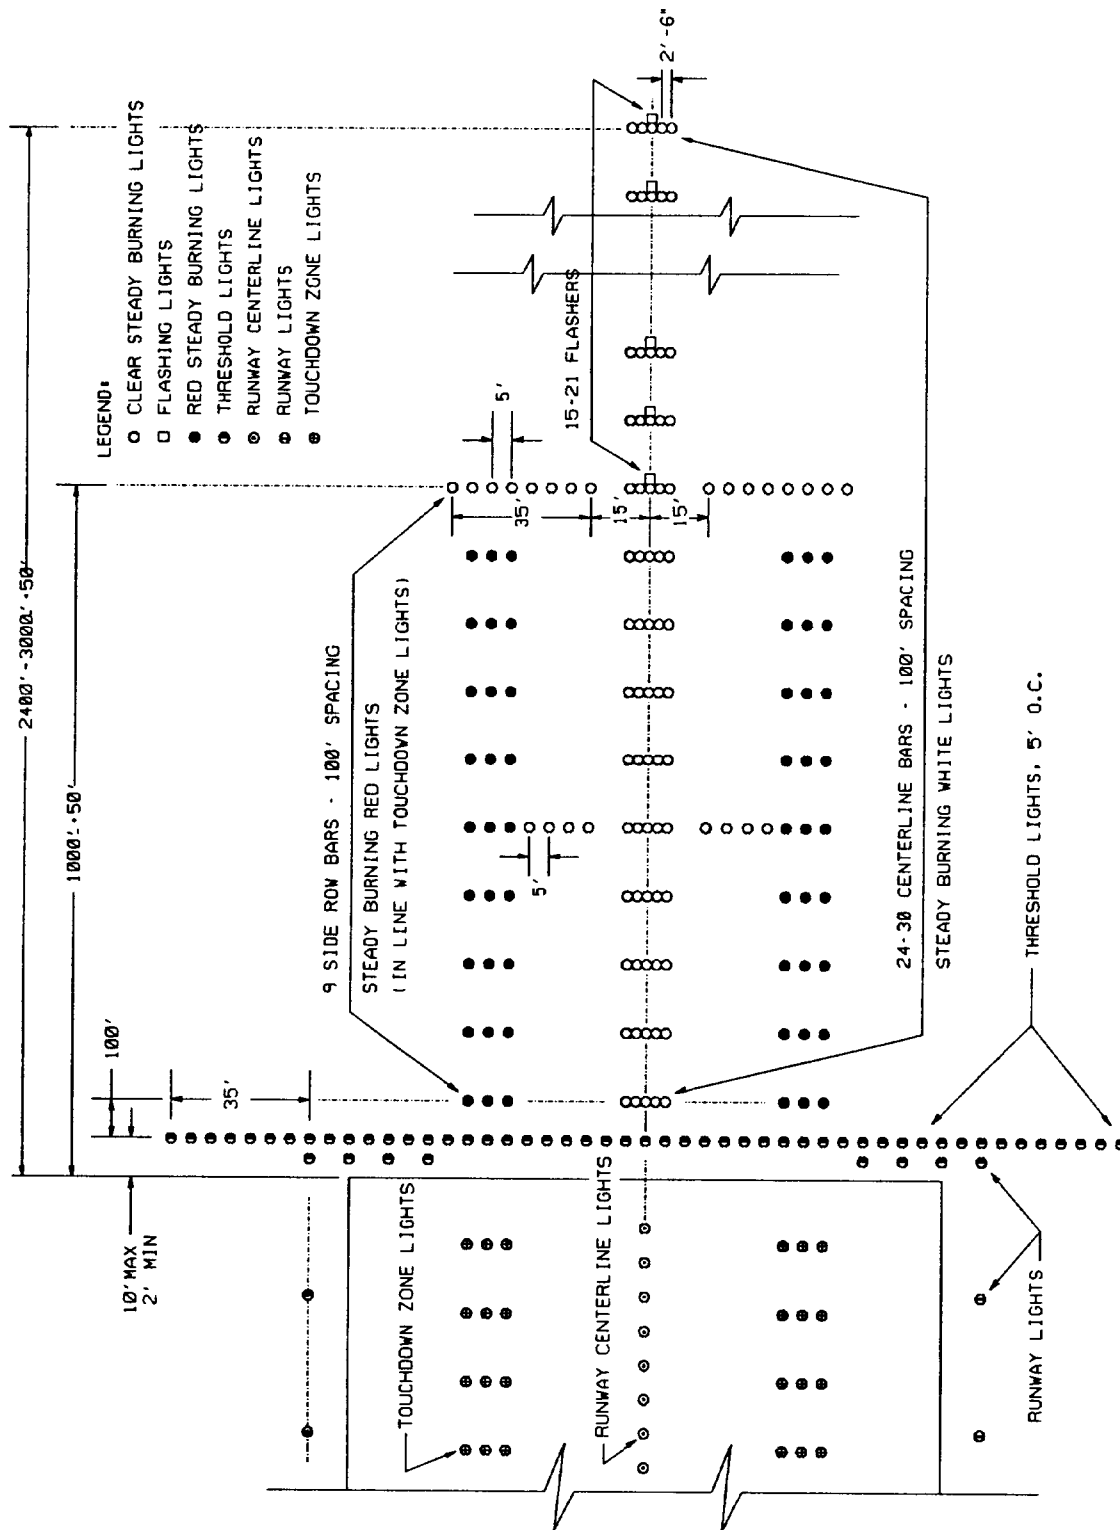 2400'-3000'±50'
1000'±50'
100'
35'
10'MAX
2' MIN
LEGEND:
CLEAR STEADY BURNING LIGHTS
FLASHING LIGHTS
RED STEADY BURNING LIGHTS
THRESHOLD LIGHTS
RUNWAY CENTERLINE LIGHTS
RUNWAY LIGHTS
TOUCHDOWN ZONE LIGHTS
9 SIDE ROW BARS - 100' SPACING
STEADY BURNING RED LIGHTS
(IN LINE WITH TOUCHDOWN ZONE LIGHTS)
5'
35'
15'
15'
5'
15-21 FLASHERS
2'-6"
TOUCHDOWN ZONE LIGHTS
RUNWAY CENTERLINE LIGHTS
24-30 CENTERLINE BARS - 100' SPACING
STEADY BURNING WHITE LIGHTS
THRESHOLD LIGHTS, 5' O.C.
RUNWAY LIGHTS